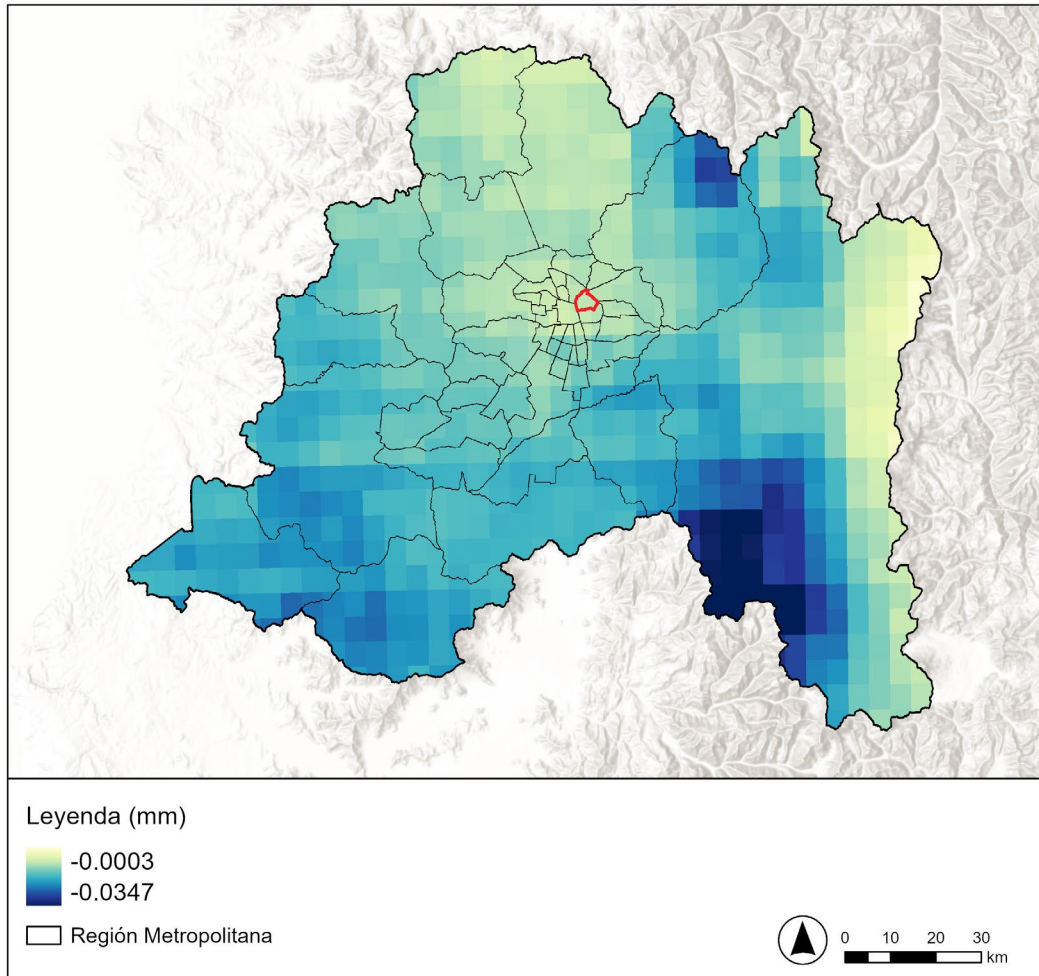 Leyenda (mm)
-0.0003
-0.0347
Región Metropolitana
0 10 20 30
km